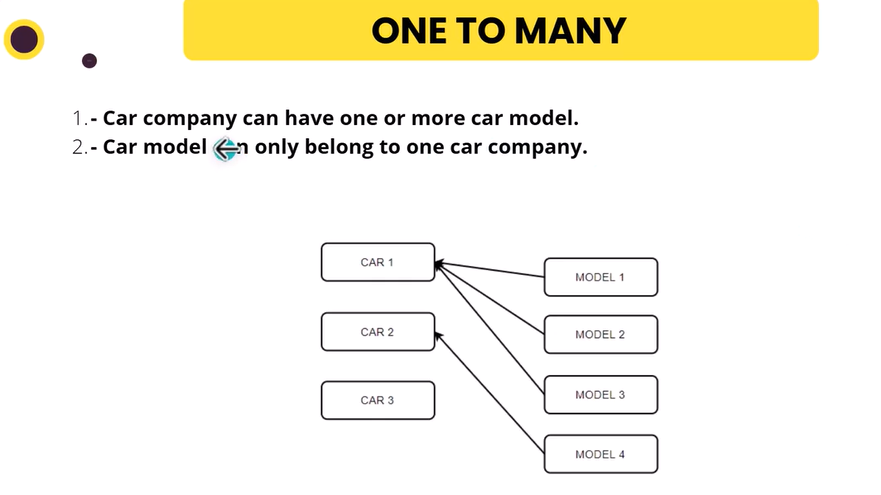 ONE TO MANY
1.- Car company can have one or more car model.
2.- Car model only belong to one car company.
CAR 1
MODEL 1
CAR 2
MODEL 2
CAR 3
MODEL 3
MODEL 4